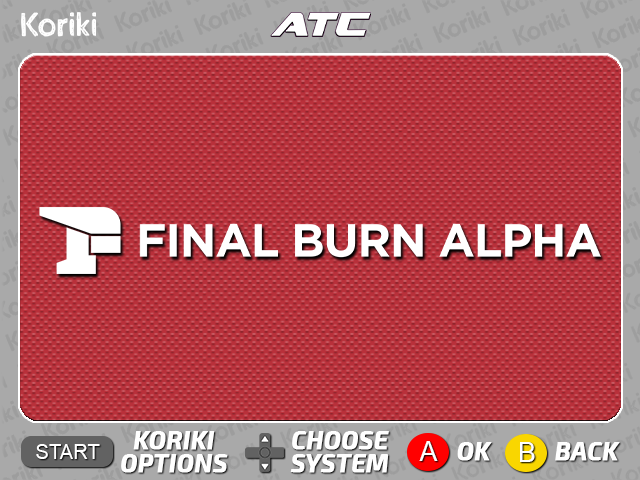 Koriki
ATC
FINAL BURN ALPHA
START
KORIKI
OPTIONS
CHOOSE
SYSTEM
A
OK
B
BACK